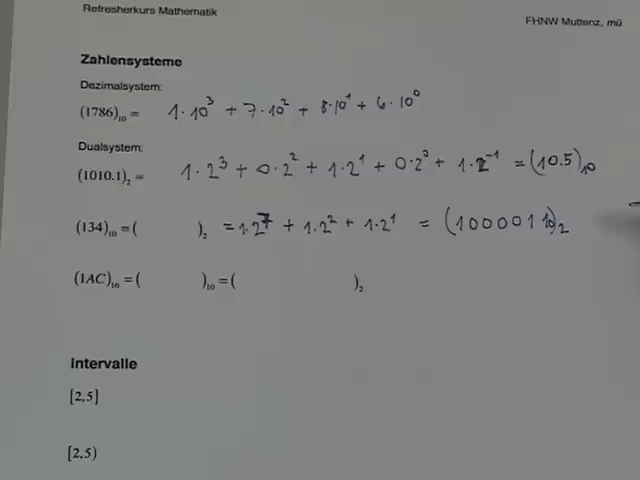 Refresherkurs Mathematik
FHNW Muttenz, mü
Zahlensysteme
Dezimalsystem:
(1786)₁₀ = 1·10³ + 7·10² + 8·10¹ + 6·10⁰
Dualsystem:
(1010.1)₂ = 1·2³ + 0·2² + 1·2¹ + 0·2⁰ + 1·2⁻¹ = (10.5)₁₀
(134)₁₀ = ( )₂ = 1·2⁷ + 1·2² + 1·2¹ = (10000110)₂
(1AC)₁₆ = ( )₁₀ = ( )₂
Intervalle
[2,5]
[2,5)